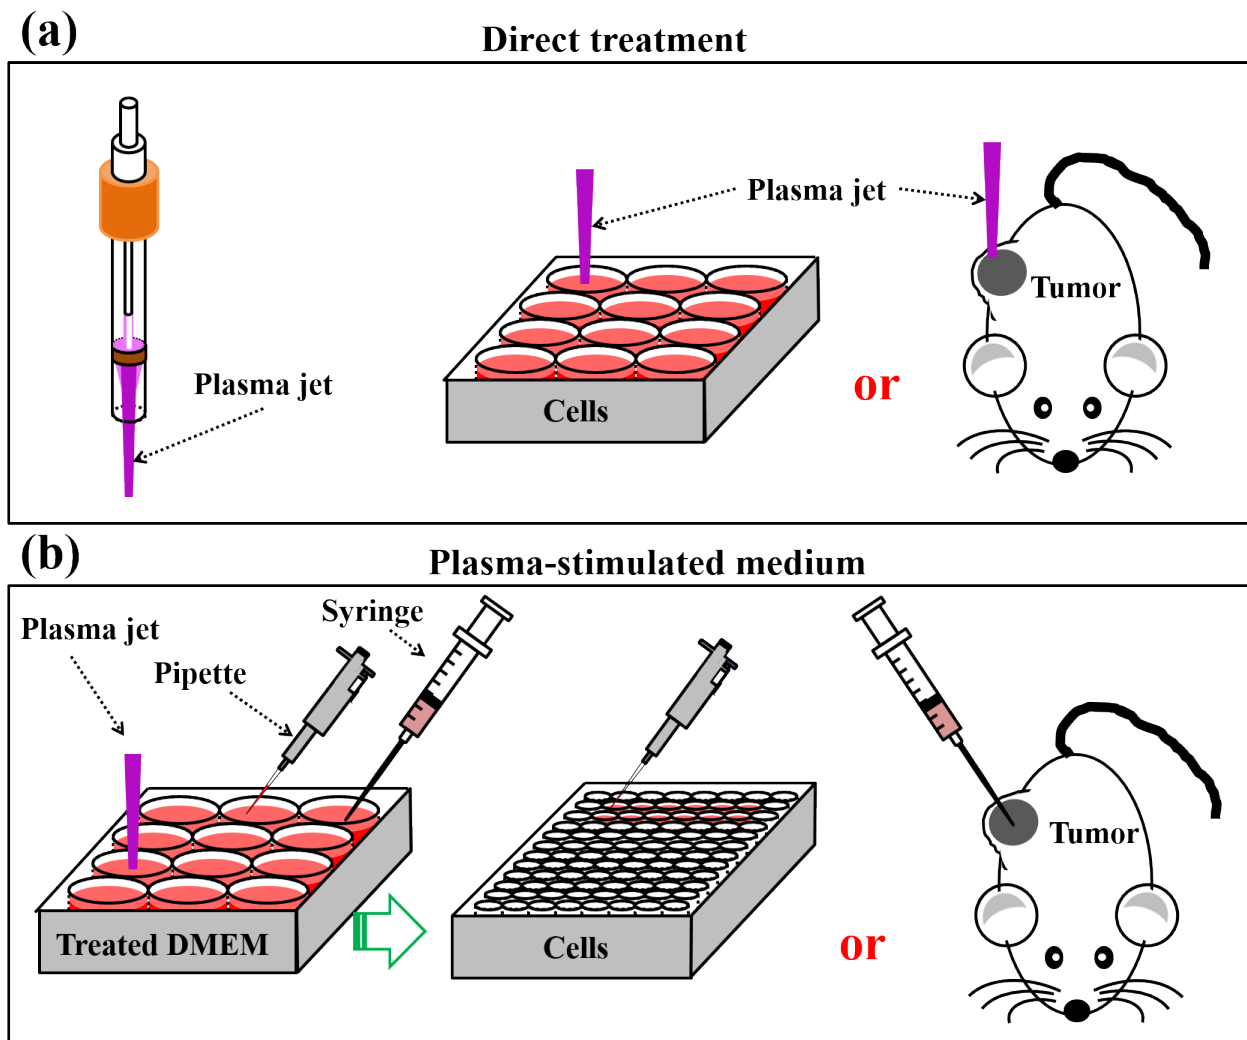 (a)
Direct treatment
Plasma jet
Plasma jet
Tumor
Cells
or
(b)
Plasma-stimulated medium
Plasma jet
Syringe
Pipette
Treated DMEM
Cells
or
Tumor